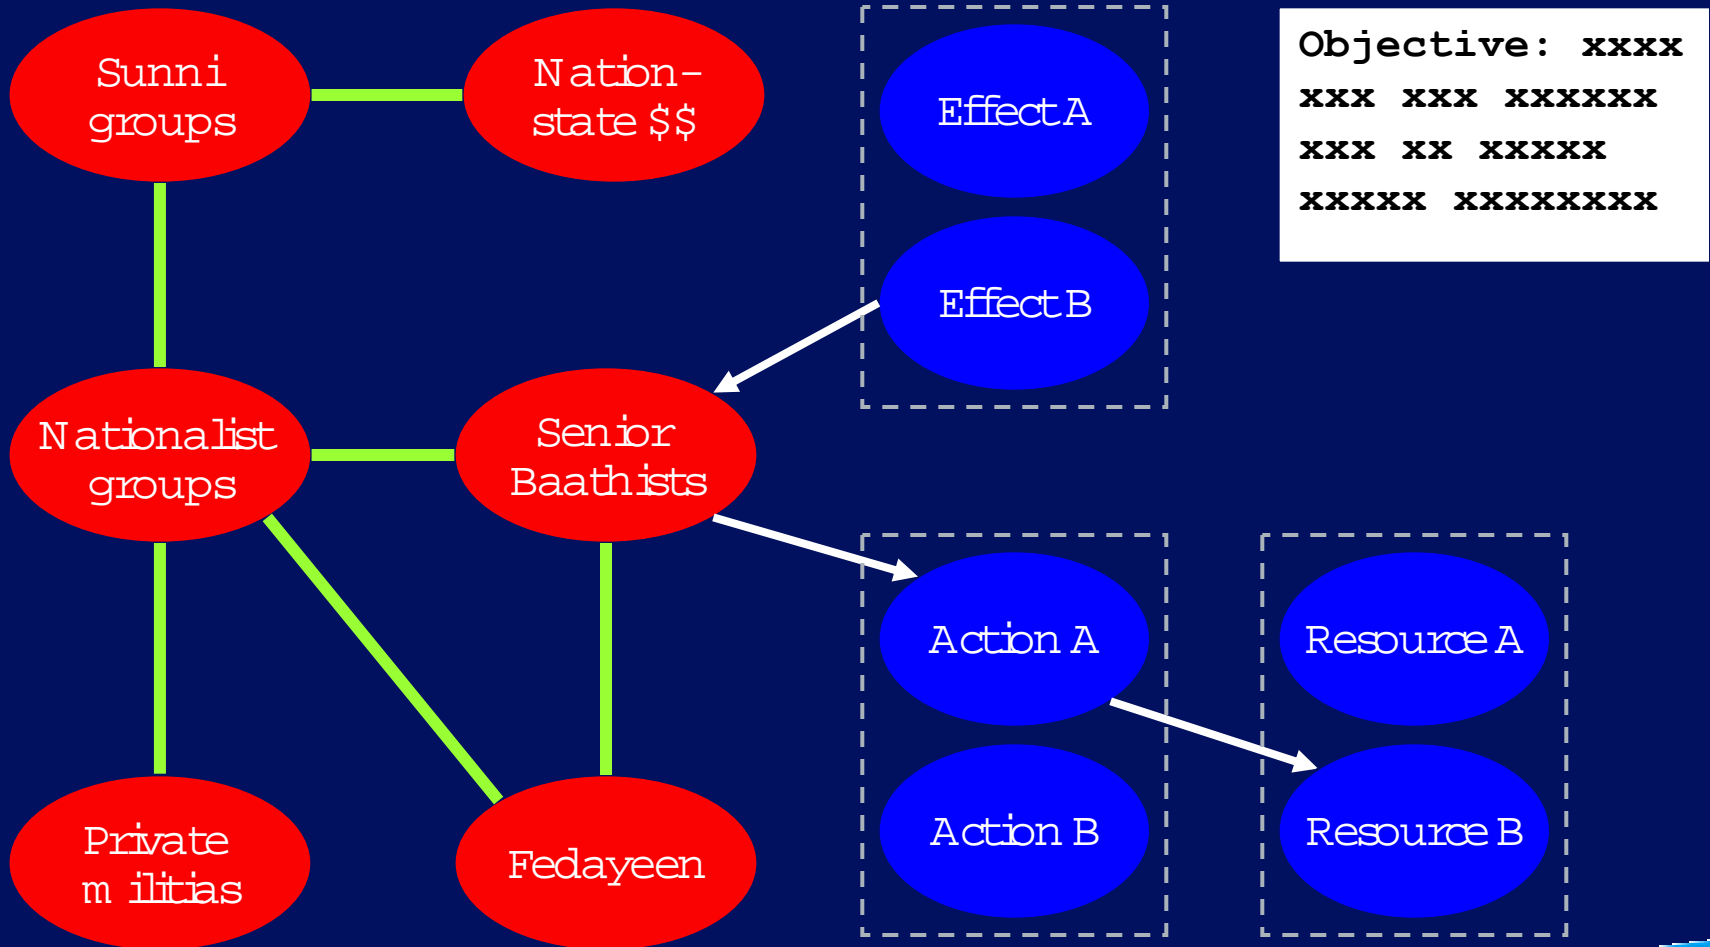 Sunni
groups
Nation-
state $$
Effect A
Effect B
Objective: xxxx
xxx xxx xxxxxx
xxx xx xxxxx
xxxxx xxxxxxxx
Nationalist
groups
Senior
Baathists
Action A
Action B
Resource A
Resource B
Private
militias
Fedayeen